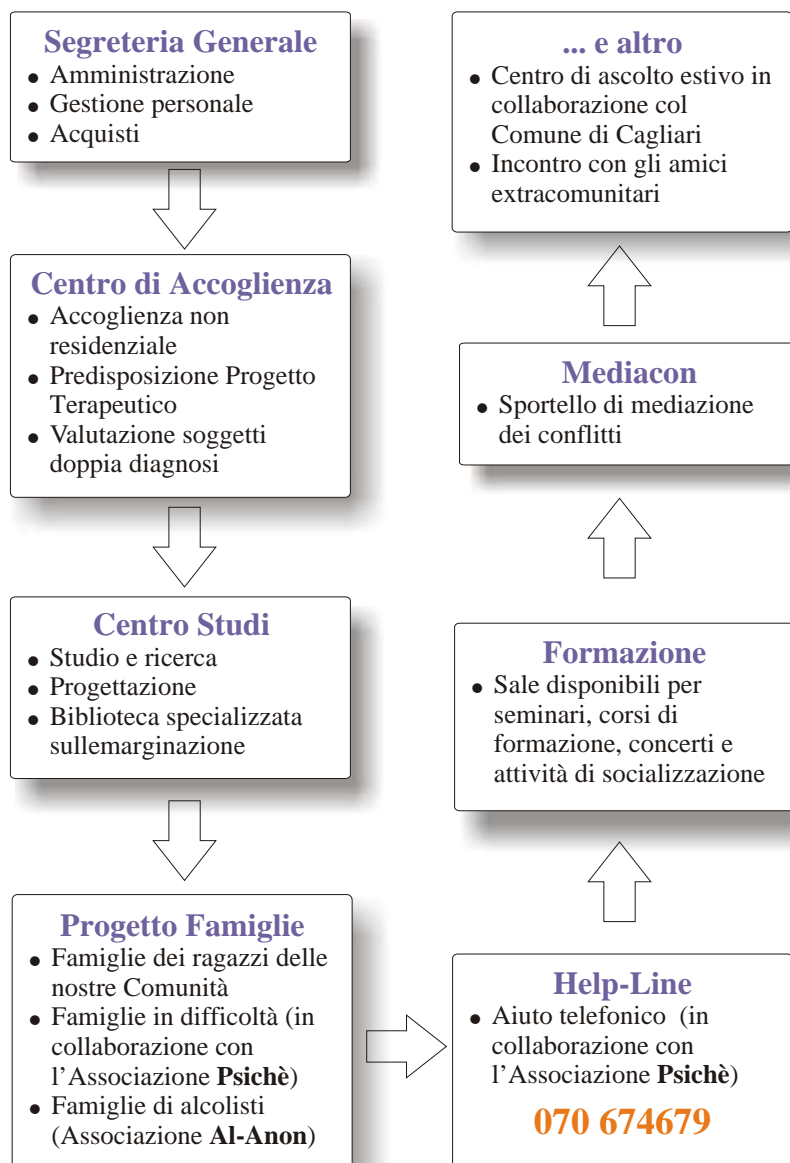 Segreteria Generale
● Amministrazione
● Gestione personale
● Acquisti
Centro di Accoglienza
● Accoglienza non
residenziale
● Predisposizione Progetto
Terapeutico
● Valutazione soggetti
doppia diagnosi
Centro Studi
● Studio e ricerca
● Progettazione
● Biblioteca specializzata
sullemarginazione
Progetto Famiglie
● Famiglie dei ragazzi delle
nostre Comunità
● Famiglie in difficoltà (in
collaborazione con
l'Associazione Psichè)
● Famiglie di alcolisti
(Associazione Al-Anon)
Help-Line
● Aiuto telefonico (in
collaborazione con
l'Associazione Psichè)
070 674679
Formazione
● Sale disponibili per
seminari, corsi di
formazione, concerti e
attività di socializzazione
Mediacon
● Sportello di mediazione
dei conflitti
... e altro
● Centro di ascolto estivo in
collaborazione col
Comune di Cagliari
● Incontro con gli amici
extracomunitari